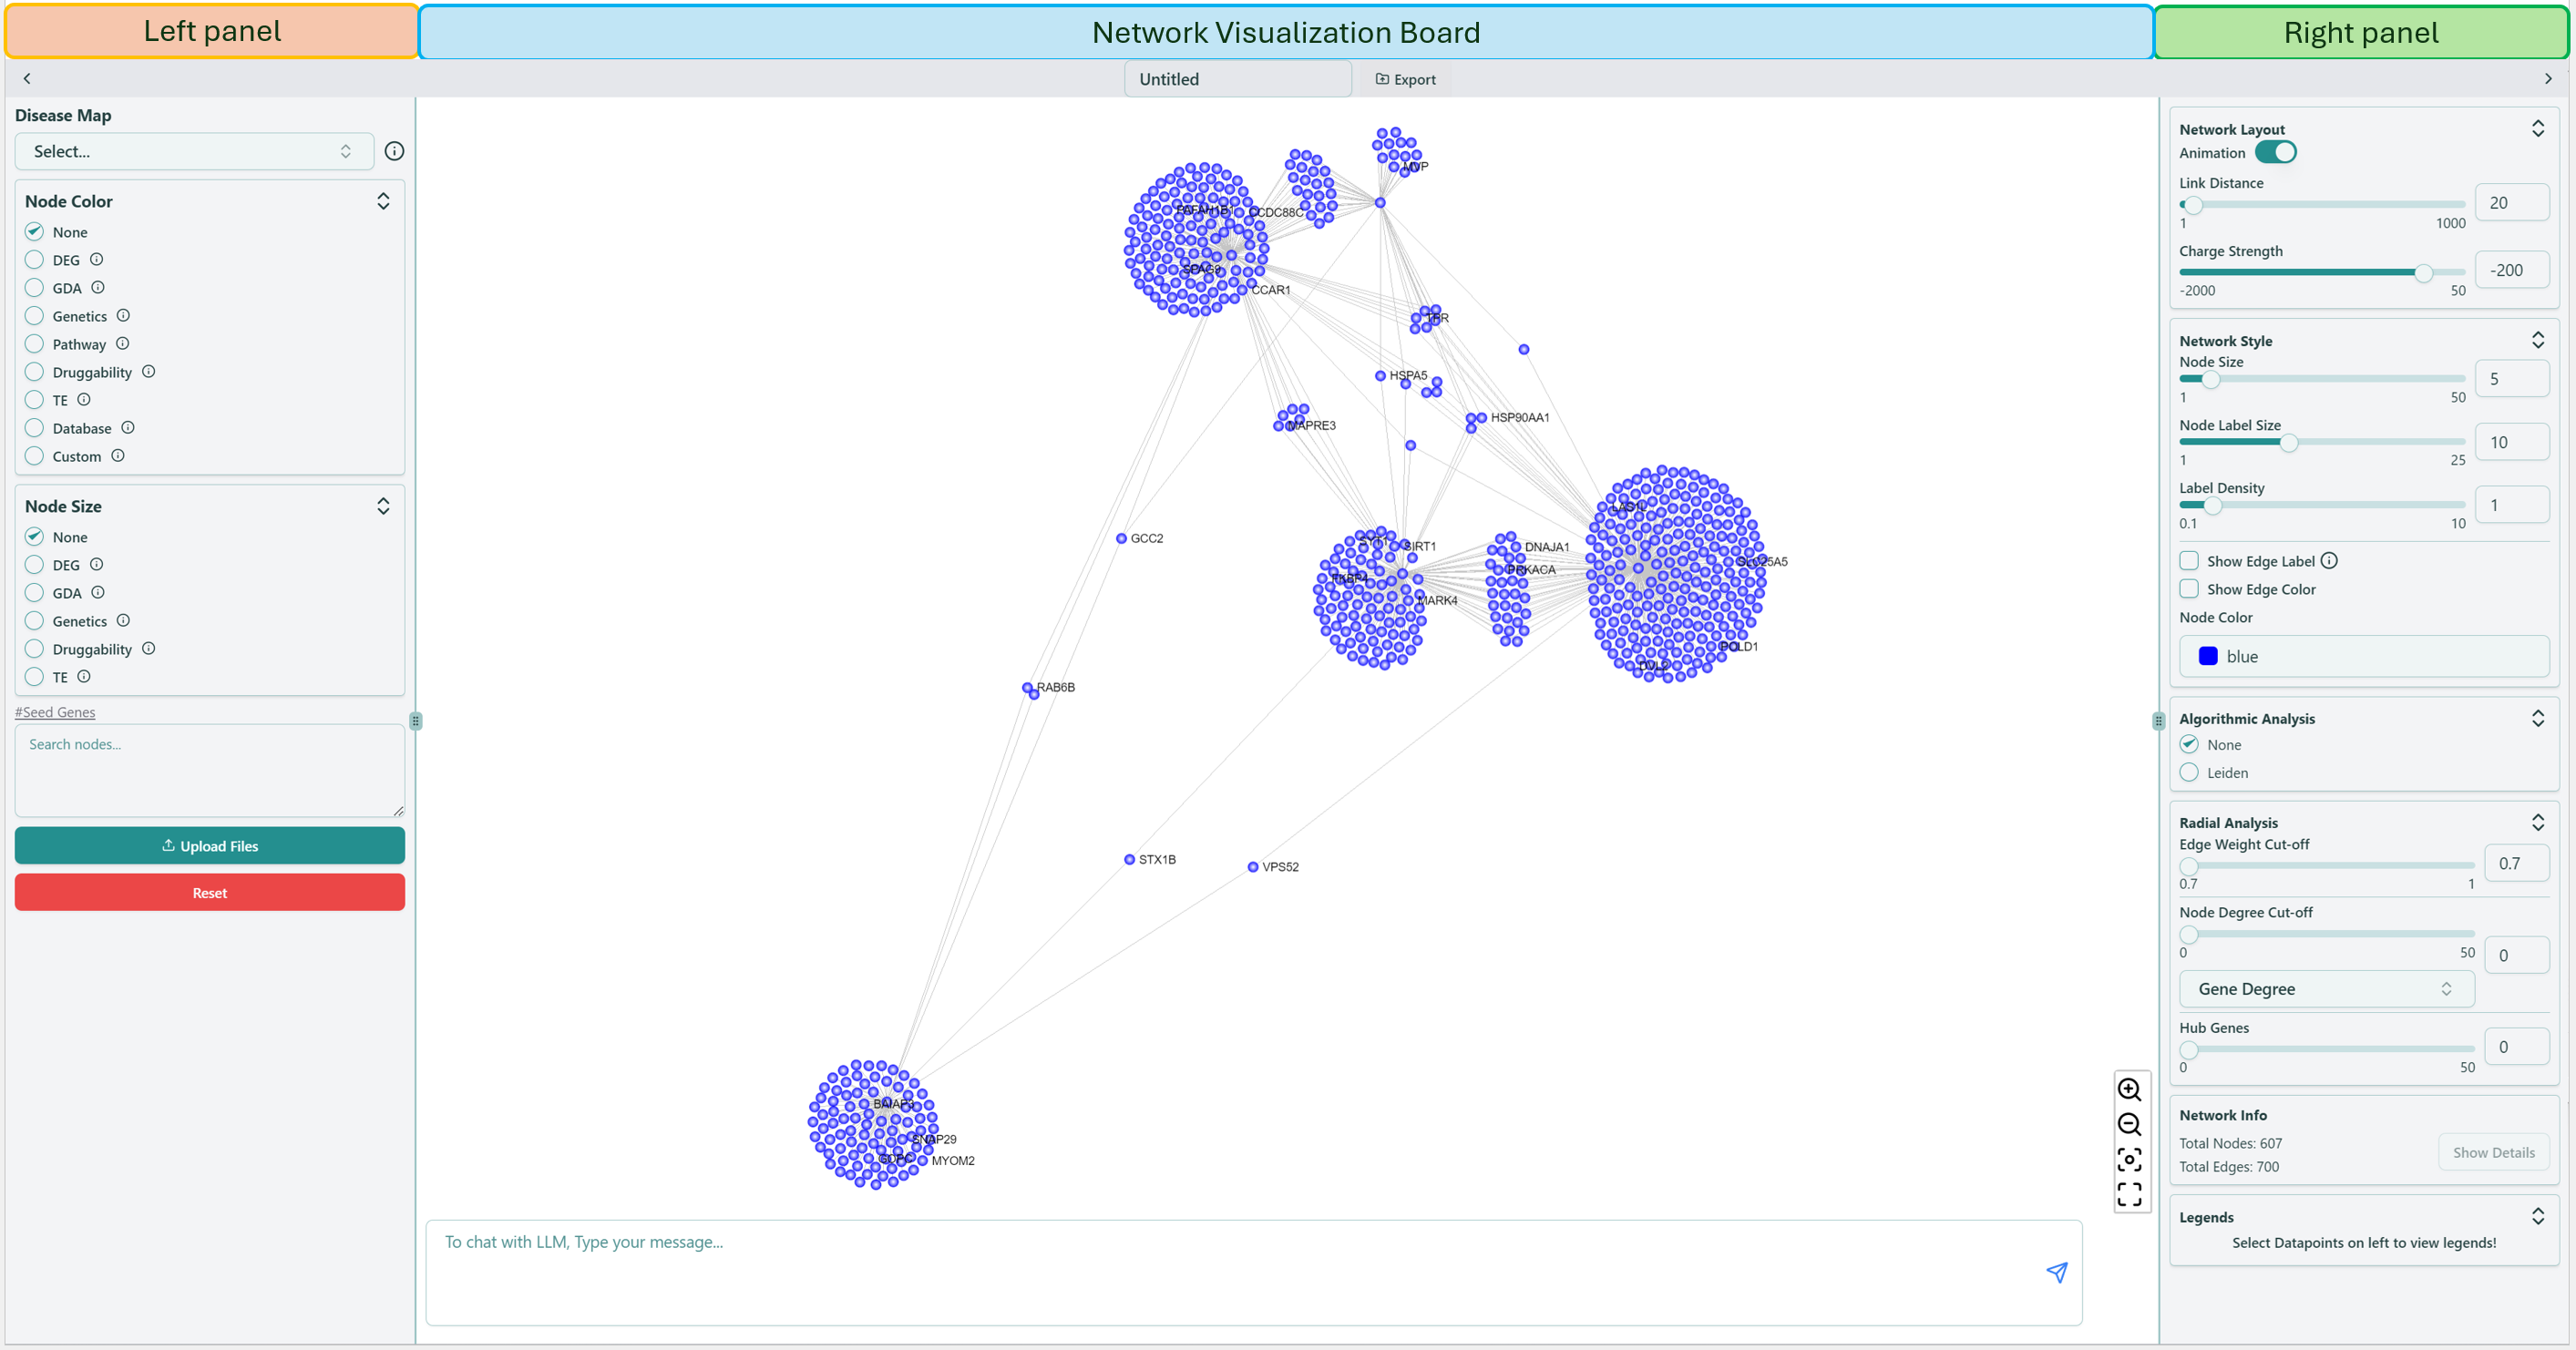 Left panel
Network Visualization Board
Right panel
Untitled
Export
Disease Map
Select...
Node Color
None
DEG
GDA
Genetics
Pathway
Druggability
TE
Database
Custom
Node Size
None
DEG
GDA
Genetics
Druggability
TE
#Seed Genes
Search nodes...
Upload Files
Reset
MVP
CCDC88C
SPAG9
CCAR1
HSPA5
HSP90AA1
MAPRE3
GCC2
SIRT1
DNAJA1
PRKACA
MARK4
SLC25A5
POLD1
RAB6B
STX1B
VPS52
SNAP29
MYOM2
To chat with LLM, Type your message...
Network Layout
Animation
Link Distance
20
1 1000
Charge Strength
-200
-2000 50
Network Style
Node Size
5
1 50
Node Label Size
10
1 25
Label Density
1
0.1 10
Show Edge Label
Show Edge Color
Node Color
blue
Algorithmic Analysis
None
Leiden
Radial Analysis
Edge Weight Cut-off
0.7
0.7 1
Node Degree Cut-off
0
0 50
Gene Degree
Hub Genes
0
0 50
Network Info
Total Nodes: 607
Total Edges: 700
Show Details
Legends
Select Datapoints on left to view legends!